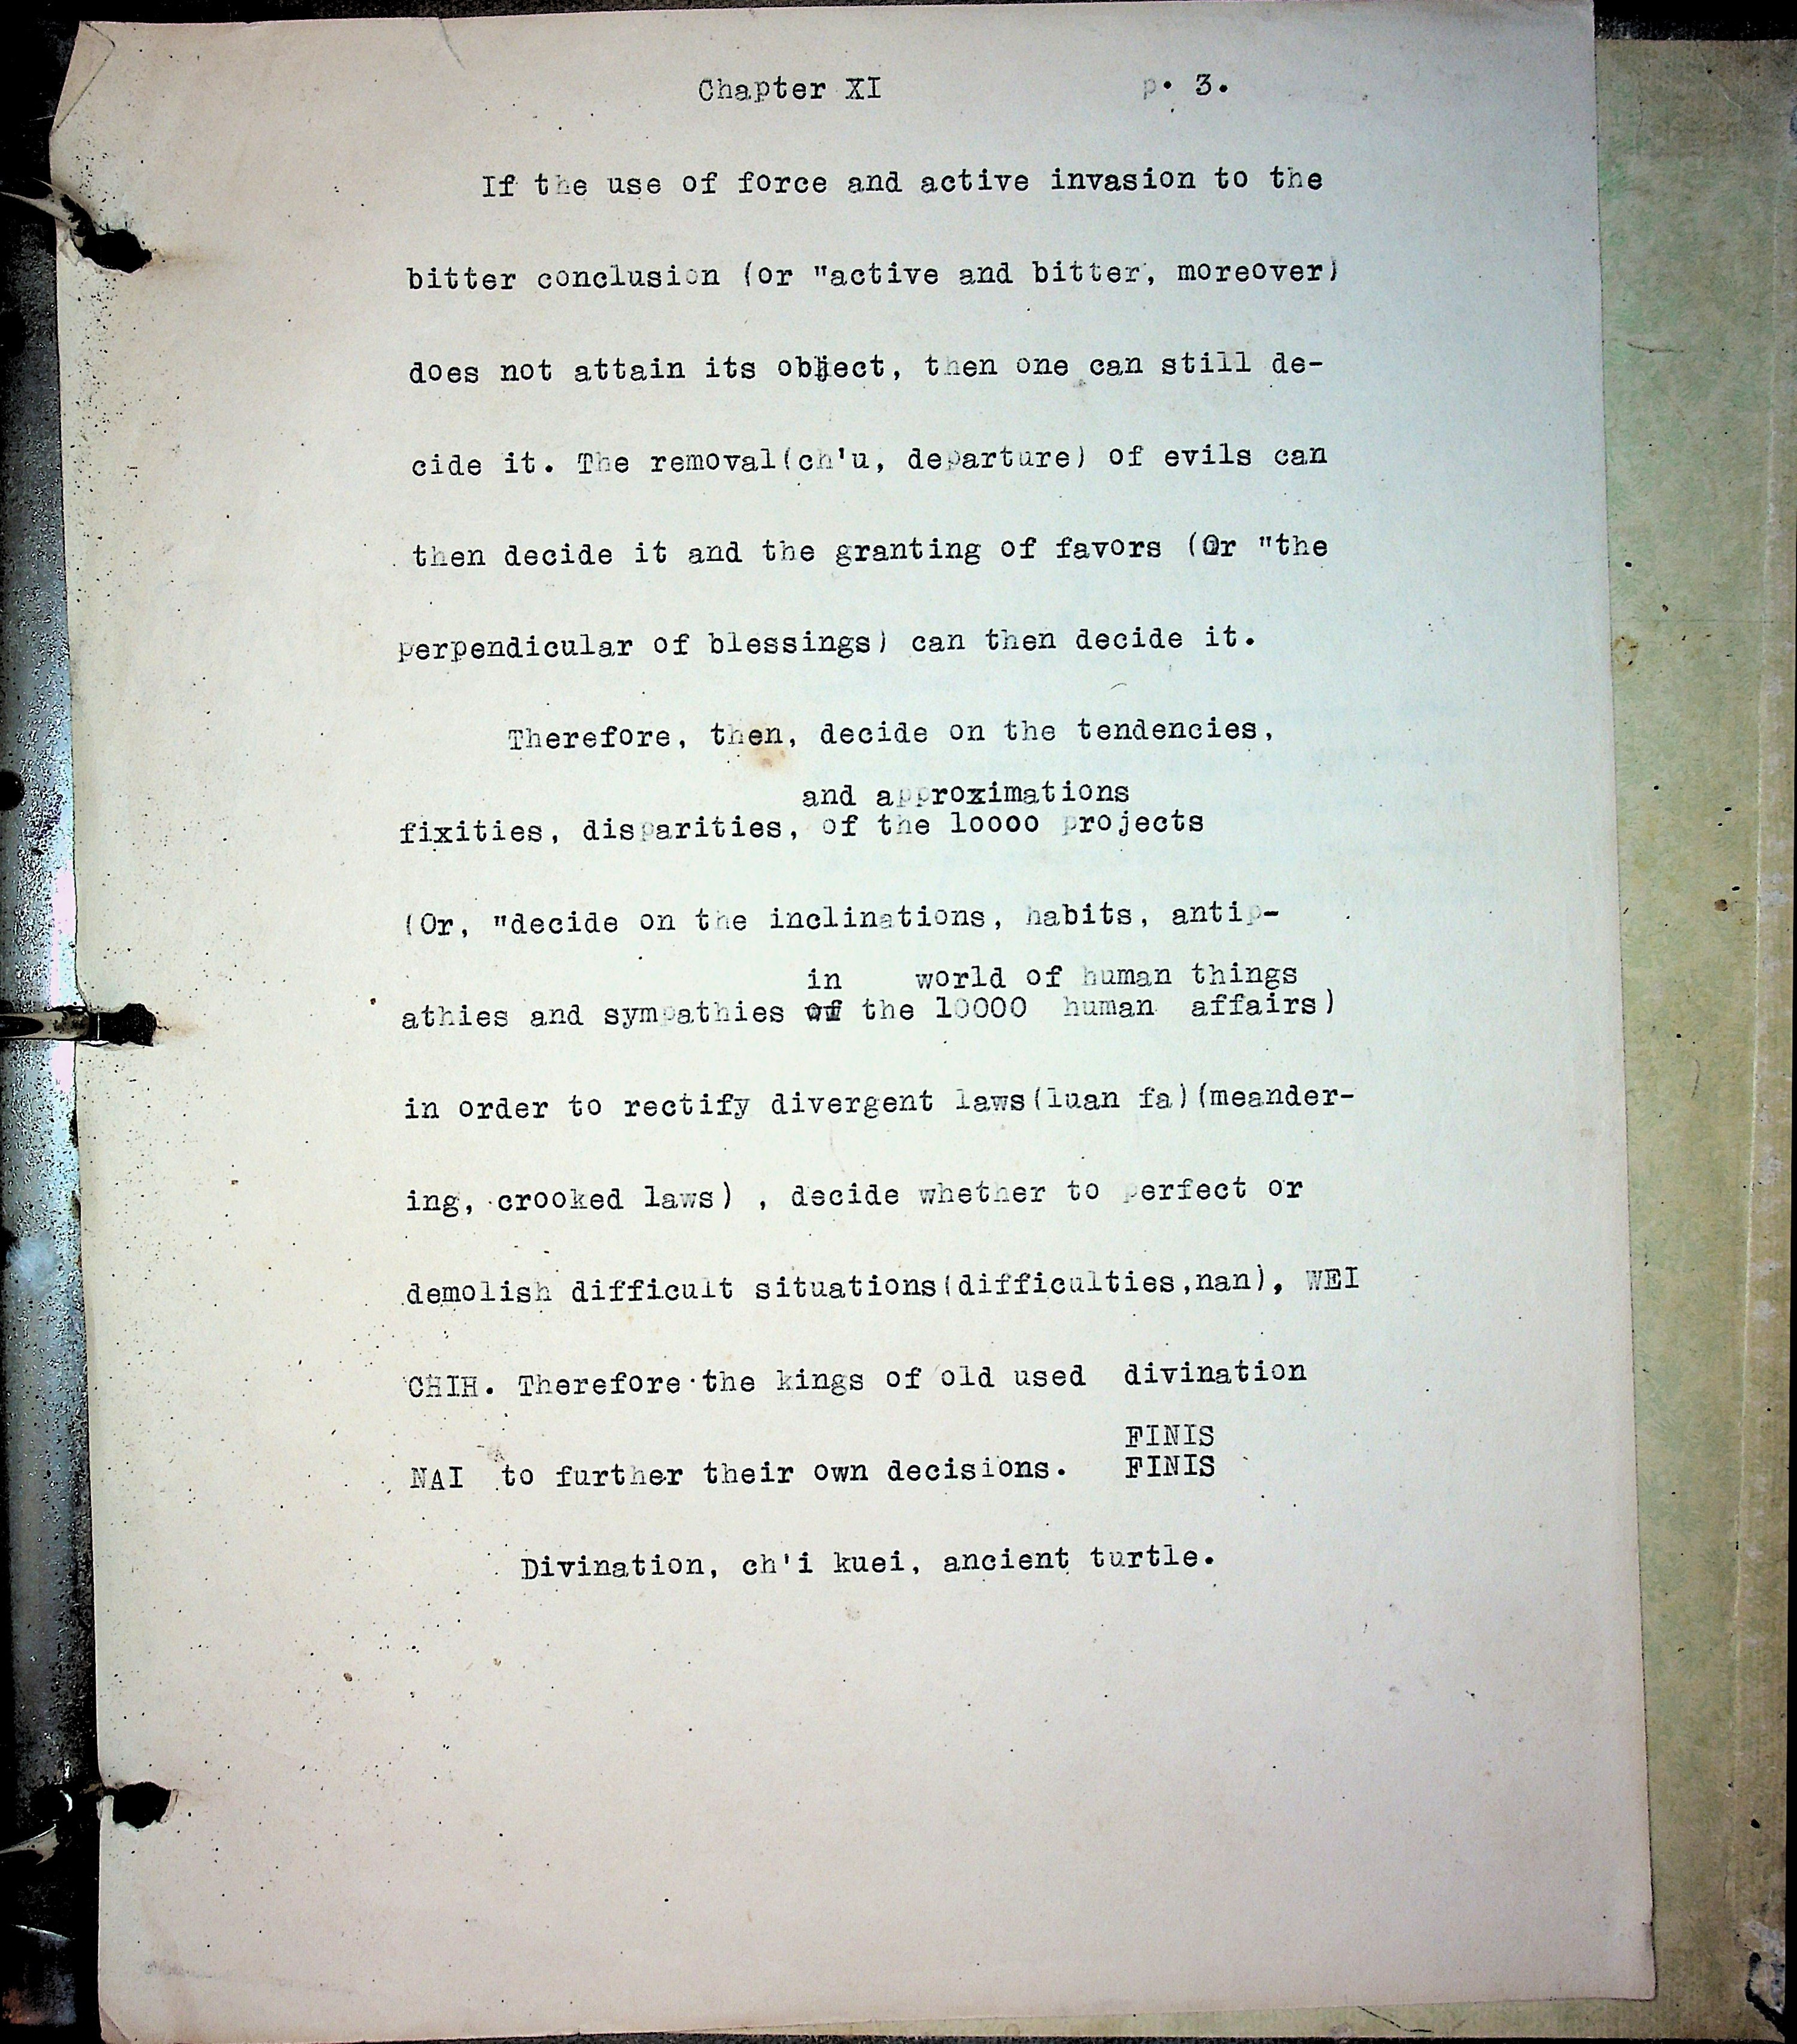 Chapter XI p. 3.
If the use of force and active invasion to the
bitter conclusion (or "active and bitter, moreover)
does not attain its object, then one can still de-
cide it. The removal(ch'u, departure) of evils can
then decide it and the granting of favors (Or "the
perpendicular of blessings) can then decide it.
Therefore, then, decide on the tendencies,
and approximations
fixities, disparities, of the 10000 projects
(Or, "decide on the inclinations, habits, antip-
in world of human things
athies and sympathies of the 10000 human affairs)
in order to rectify divergent laws(luan fa)(meander-
ing, crooked laws) , decide whether to perfect or
demolish difficult situations(difficulties,nan), WEI
CHIH. Therefore the kings of old used divination
FINIS
NAI to further their own decisions. FINIS
Divination, ch'i kuei, ancient turtle.